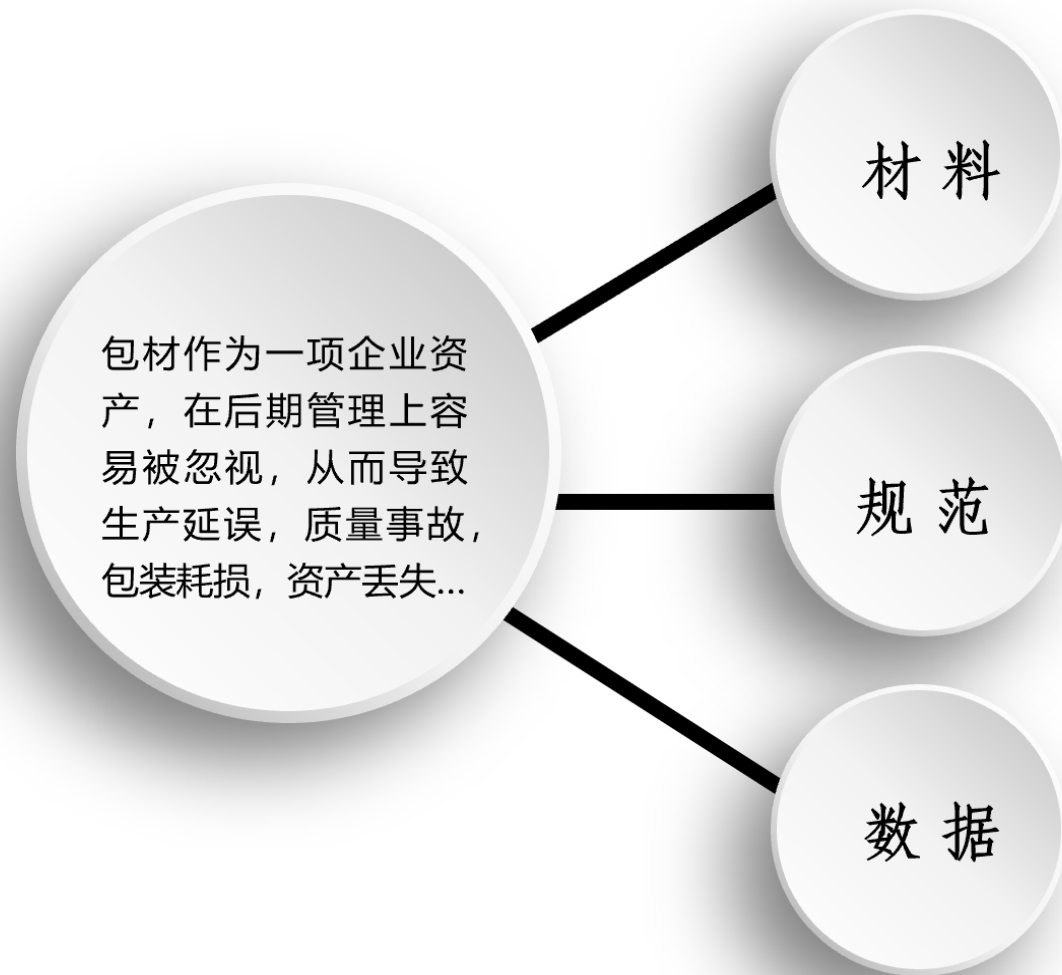 包材作为一项企业资
产，在后期管理上容
易被忽视，从而导致
生产延误，质量事故，
包装耗损，资产丢失...
材 料
规 范
数 据